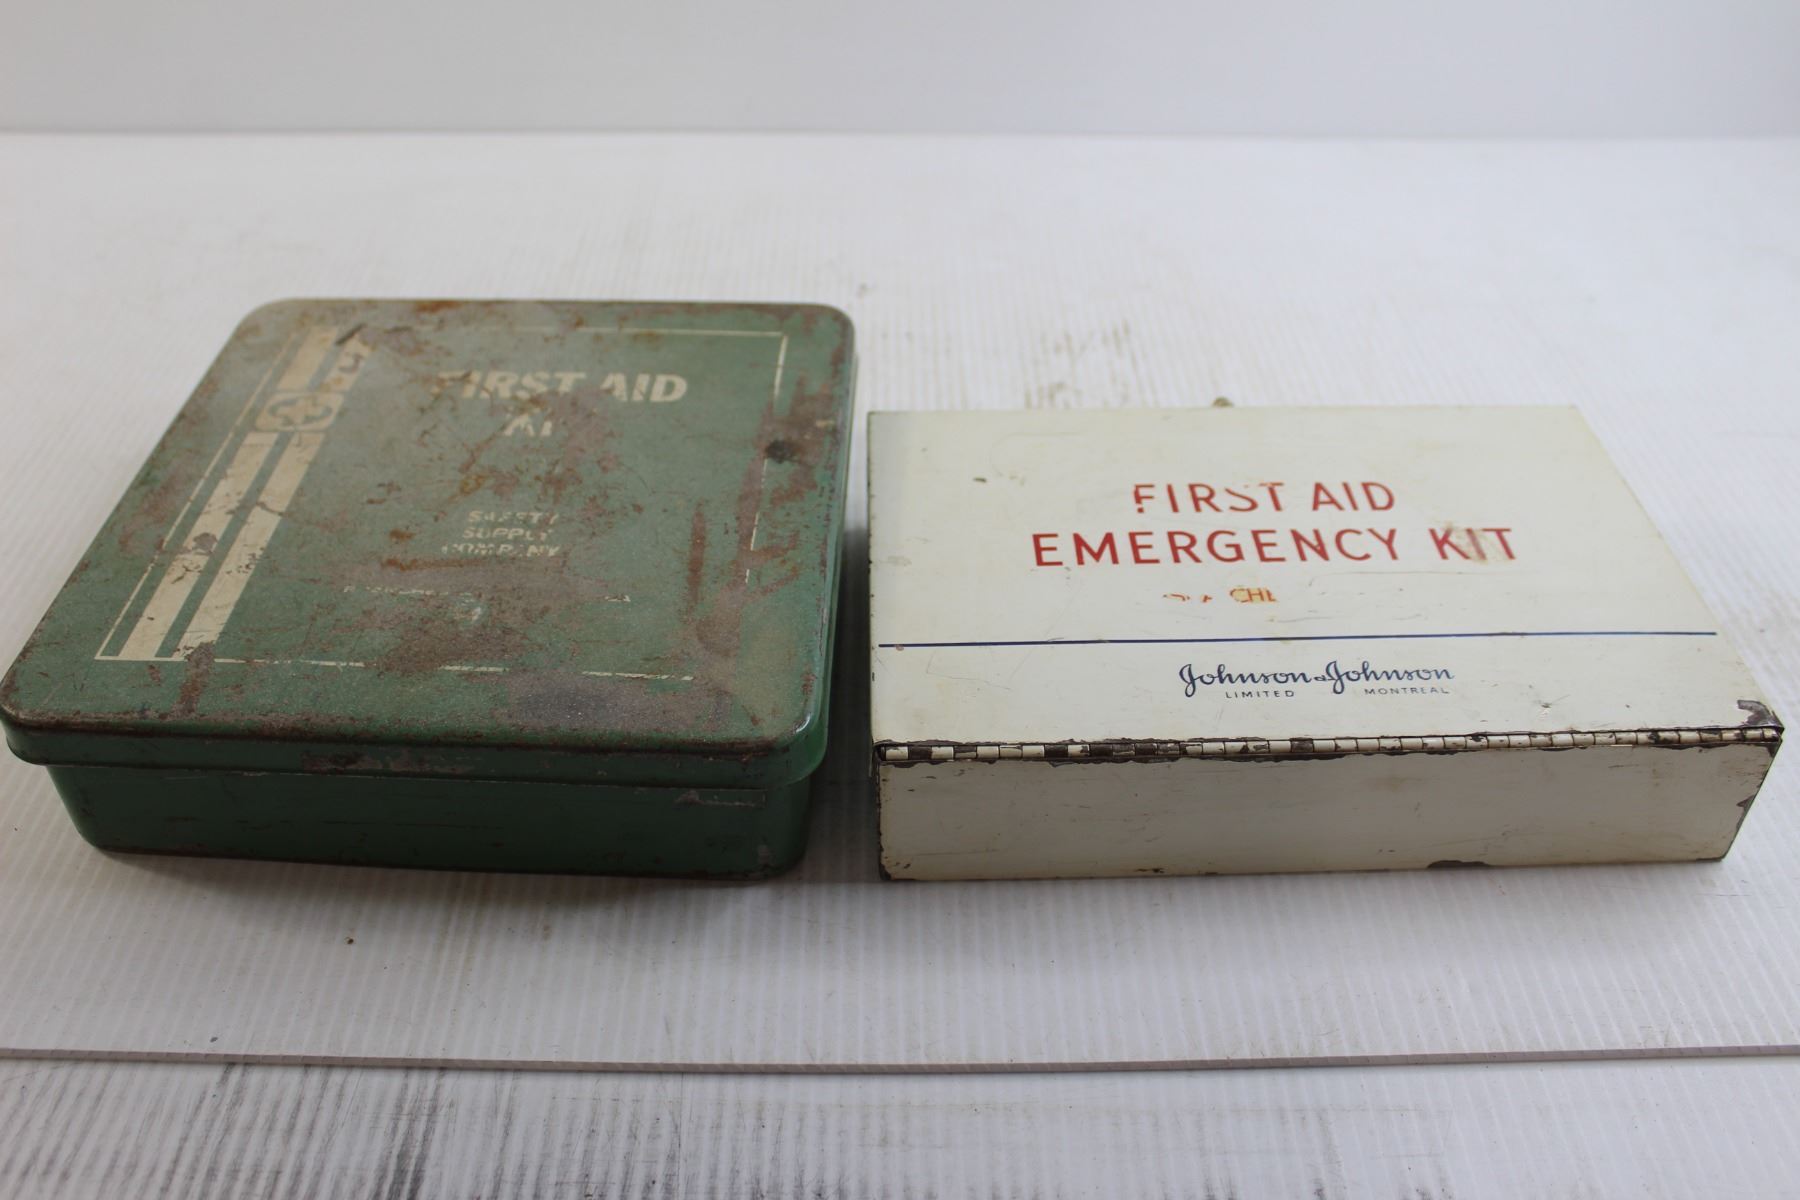 FIRST AID
SAFETY
SUPPLY
COMPANY
FIRST AID
EMERGENCY KIT
Johnson & Johnson
LIMITED MONTREAL